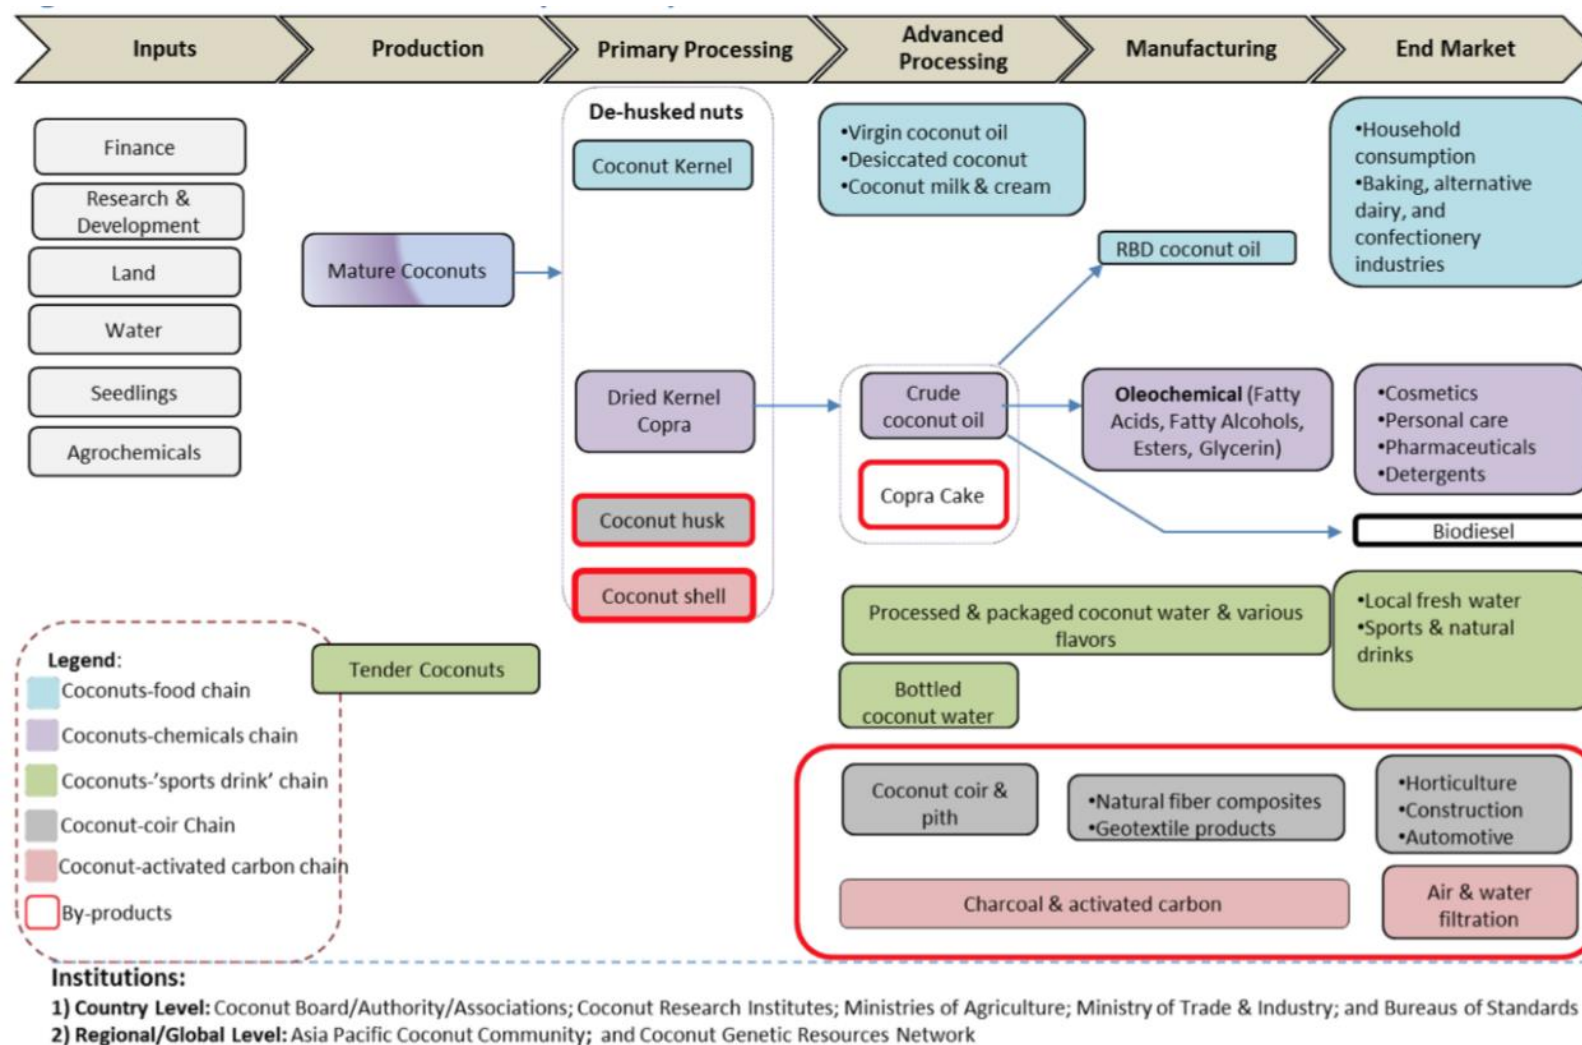 Inputs
Production
Primary Processing
Advanced
Processing
Manufacturing
End Market
Finance
Research &
Development
Land
Water
Seedlings
Agrochemicals
Mature Coconuts
Tender Coconuts
De-husked nuts
Coconut Kernel
Dried Kernel
Copra
Coconut husk
Coconut shell
•Virgin coconut oil
•Desiccated coconut
•Coconut milk & cream
Crude
coconut oil
Copra Cake
RBD coconut oil
Oleochemical (Fatty
Acids, Fatty Alcohols,
Esters, Glycerin)
•Household
consumption
•Baking, alternative
dairy, and
confectionery
industries
•Cosmetics
•Personal care
•Pharmaceuticals
•Detergents
Biodiesel
Processed & packaged coconut water & various
flavors
Bottled
coconut water
•Local fresh water
•Sports & natural
drinks
Coconut coir &
pith
•Natural fiber composites
•Geotextile products
•Horticulture
•Construction
•Automotive
Charcoal & activated carbon
Air & water
filtration
Legend:
Coconuts-food chain
Coconuts-chemicals chain
Coconuts-’sports drink’ chain
Coconut-coir Chain
Coconut-activated carbon chain
By-products
Institutions:
1) Country Level: Coconut Board/Authority/Associations; Coconut Research Institutes; Ministries of Agriculture; Ministry of Trade & Industry; and Bureaus of Standards
2) Regional/Global Level: Asia Pacific Coconut Community; and Coconut Genetic Resources Network